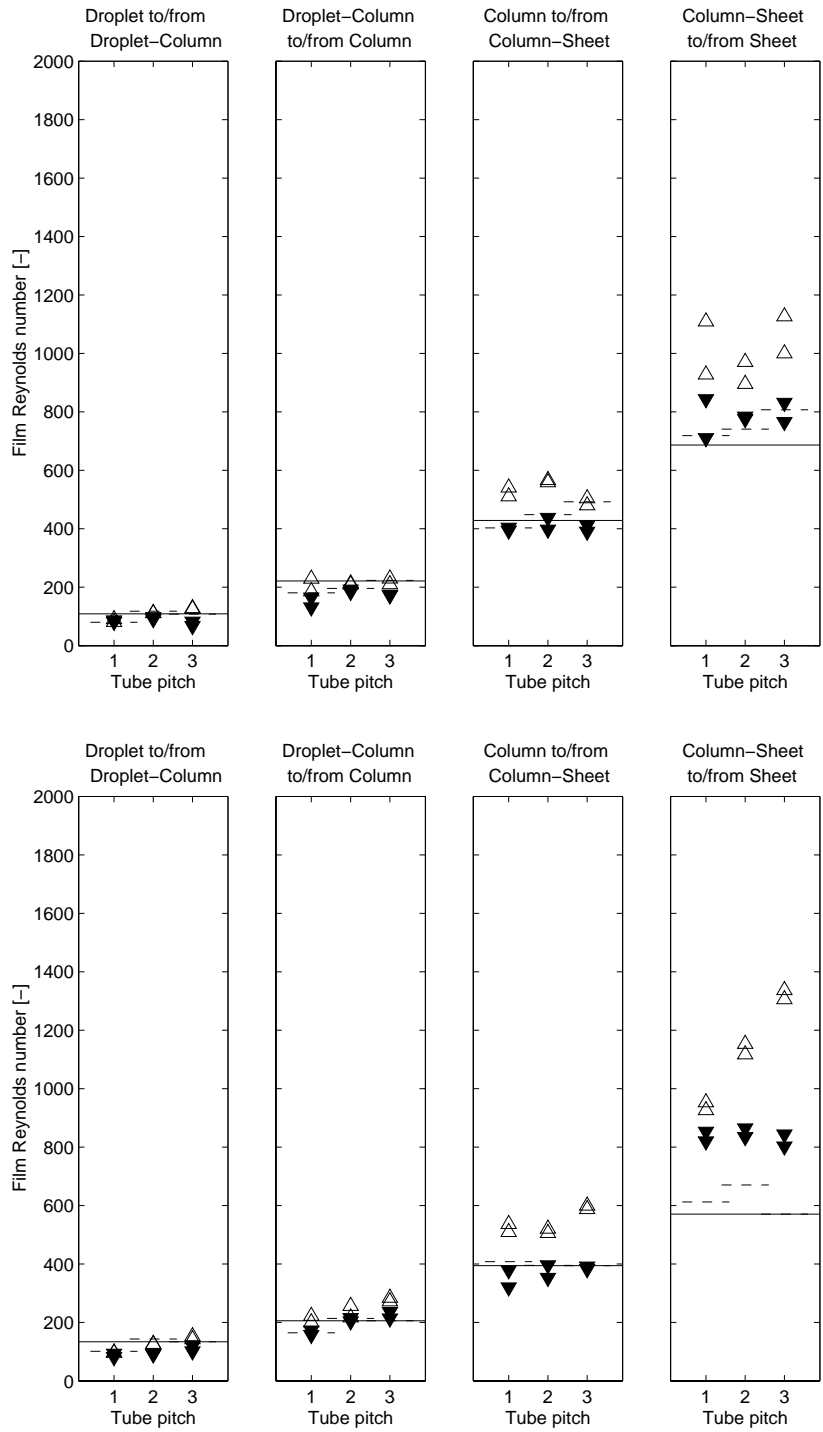 Droplet to/from
Droplet−Column
Droplet−Column
to/from Column
Column to/from
Column−Sheet
Column−Sheet
to/from Sheet
Film Reynolds number [−]
2000
1800
1600
1400
1200
1000
800
600
400
200
0
1 2 3
1 2 3
1 2 3
1 2 3
Tube pitch
Tube pitch
Tube pitch
Tube pitch
Droplet to/from
Droplet−Column
Droplet−Column
to/from Column
Column to/from
Column−Sheet
Column−Sheet
to/from Sheet
Film Reynolds number [−]
2000
1800
1600
1400
1200
1000
800
600
400
200
0
1 2 3
1 2 3
1 2 3
1 2 3
Tube pitch
Tube pitch
Tube pitch
Tube pitch